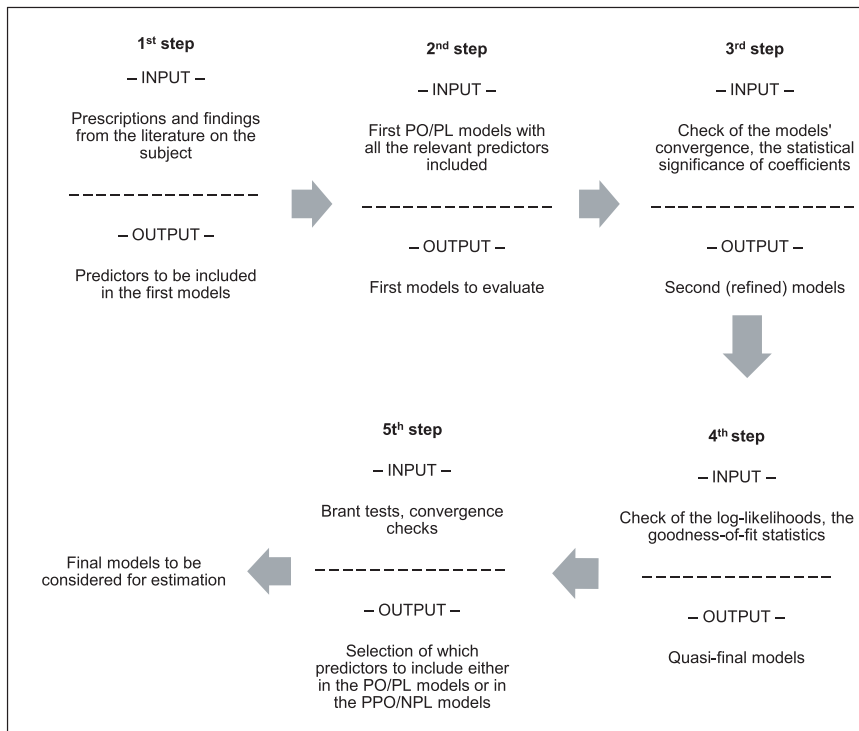 1st step
– INPUT –
Prescriptions and findings
from the literature on the
subject
– OUTPUT –
Predictors to be included
in the first models
2nd step
– INPUT –
First PO/PL models with
all the relevant predictors
included
– OUTPUT –
First models to evaluate
3rd step
– INPUT –
Check of the models'
convergence, the statistical
significance of coefficients
– OUTPUT –
Second (refined) models
4th step
– INPUT –
Check of the log-likelihoods, the
goodness-of-fit statistics
– OUTPUT –
Quasi-final models
5th step
– INPUT –
Brant tests, convergence
checks
– OUTPUT –
Selection of which
predictors to include either
in the PO/PL models or in
the PPO/NPL models
Final models to be
considered for estimation